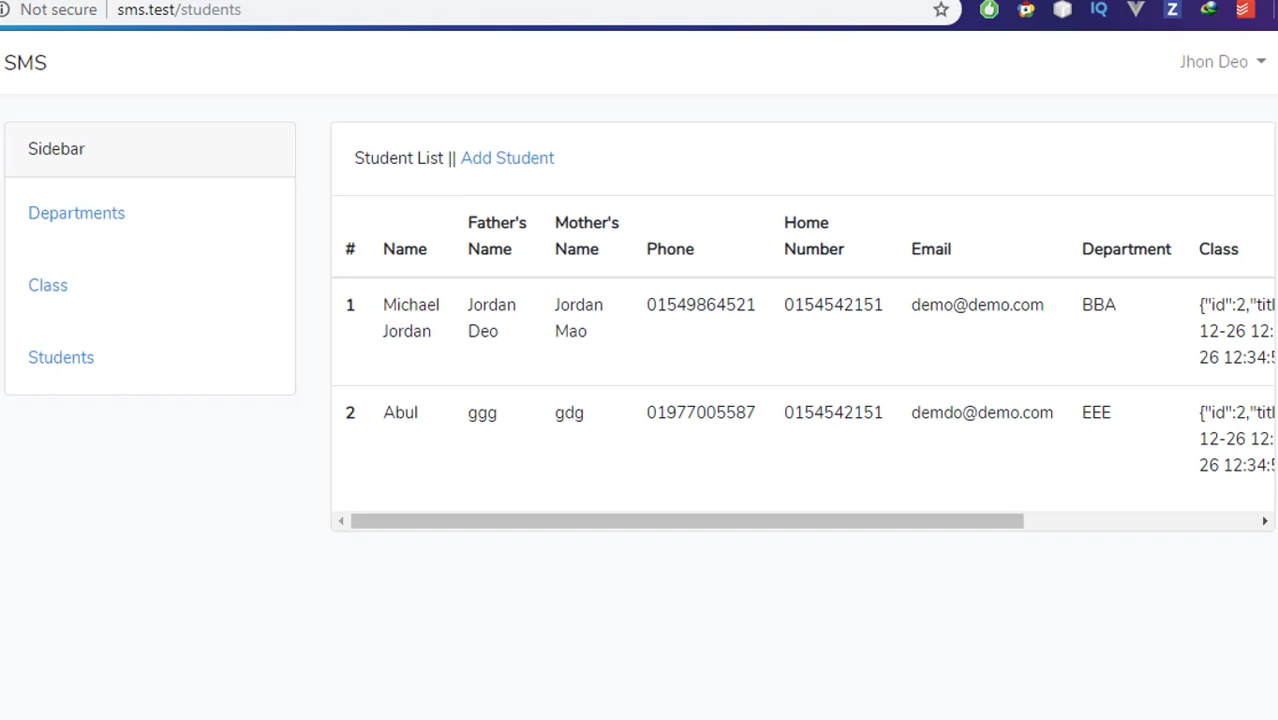 Not secure | sms.test/students
IQ
Z
SMS
Jhon Deo
Sidebar
Departments
Class
Students
Student List || Add Student
# Name Father's Name Mother's Name Phone Home Number Email Department Class
1 Michael Jordan Jordan Deo Jordan Mao 01549864521 0154542151 demo@demo.com BBA {"id":2,"titl
12-26 12:
26 12:34:5
2 Abul ggg gdg 01977005587 0154542151 demdo@demo.com EEE {"id":2,"titl
12-26 12:
26 12:34:5